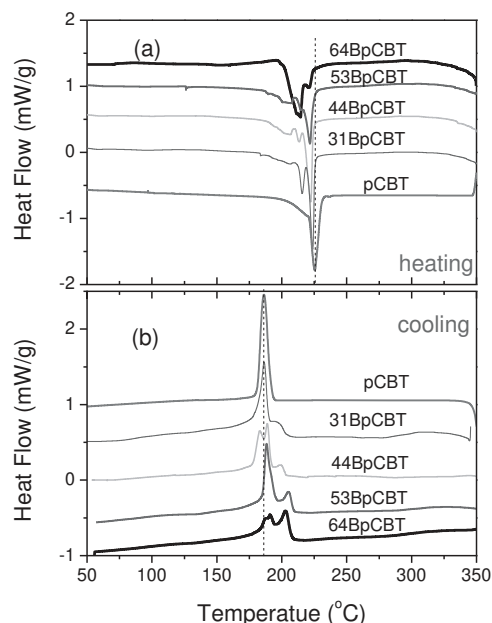 (a)
64BpCBT
53BpCBT
44BpCBT
31BpCBT
pCBT
heating
2
1
0
-1
-2
Heat Flow (mW/g)
(b)
cooling
pCBT
31BpCBT
44BpCBT
53BpCBT
64BpCBT
2
1
0
-1
Heat Flow (mW/g)
50 100 150 200 250 300 350
Temperatue (°C)